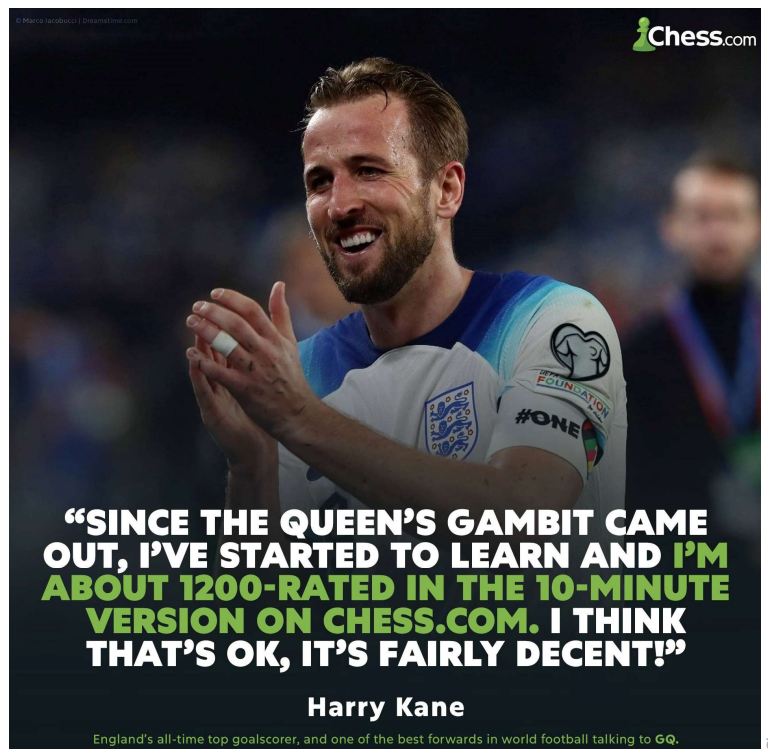 © Marco Iacobucci | Dreamstime.com
Chess.com
UEFA
FOUNDATION
#ONE
“SINCE THE QUEEN’S GAMBIT CAME
OUT, I’VE STARTED TO LEARN AND I’M
ABOUT 1200-RATED IN THE 10-MINUTE
VERSION ON CHESS.COM. I THINK
THAT’S OK, IT’S FAIRLY DECENT!”
Harry Kane
England’s all-time top goalscorer, and one of the best forwards in world football talking to GQ.